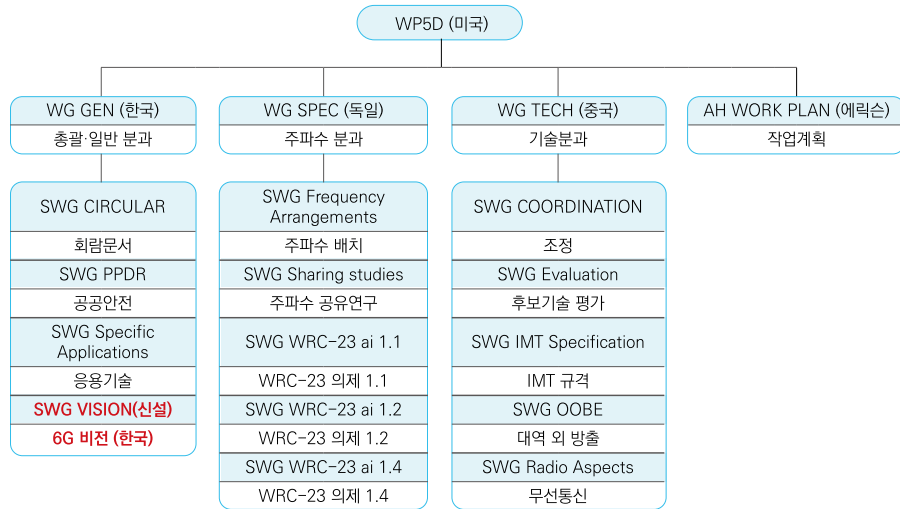 WP5D (미국)
WG GEN (한국)
총괄·일반 분과
SWG CIRCULAR
회람문서
SWG PPDR
공공안전
SWG Specific
Applications
응용기술
SWG VISION(신설)
6G 비전 (한국)
WG SPEC (독일)
주파수 분과
SWG Frequency
Arrangements
주파수 배치
SWG Sharing studies
주파수 공유연구
SWG WRC-23 ai 1.1
WRC-23 의제 1.1
SWG WRC-23 ai 1.2
WRC-23 의제 1.2
SWG WRC-23 ai 1.4
WRC-23 의제 1.4
WG TECH (중국)
기술분과
SWG COORDINATION
조정
SWG Evaluation
후보기술 평가
SWG IMT Specification
IMT 규격
SWG OOBE
대역 외 방출
SWG Radio Aspects
무선통신
AH WORK PLAN (에릭슨)
작업계획